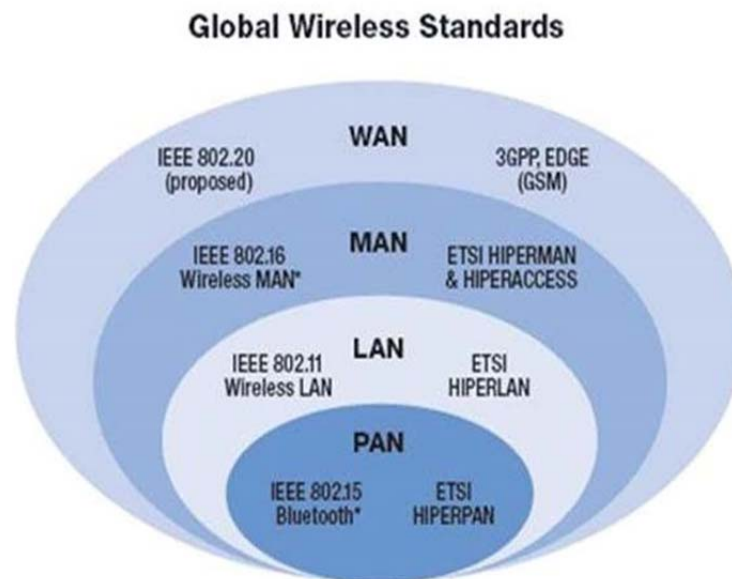 Global Wireless Standards
WAN
IEEE 802.20
(proposed)
3GPP, EDGE
(GSM)
MAN
IEEE 802.16
Wireless MAN*
ETSI HIPERMAN
& HIPERACCESS
LAN
IEEE 802.11
Wireless LAN
ETSI
HIPERLAN
PAN
IEEE 802.15
Bluetooth*
ETSI
HIPERPAN